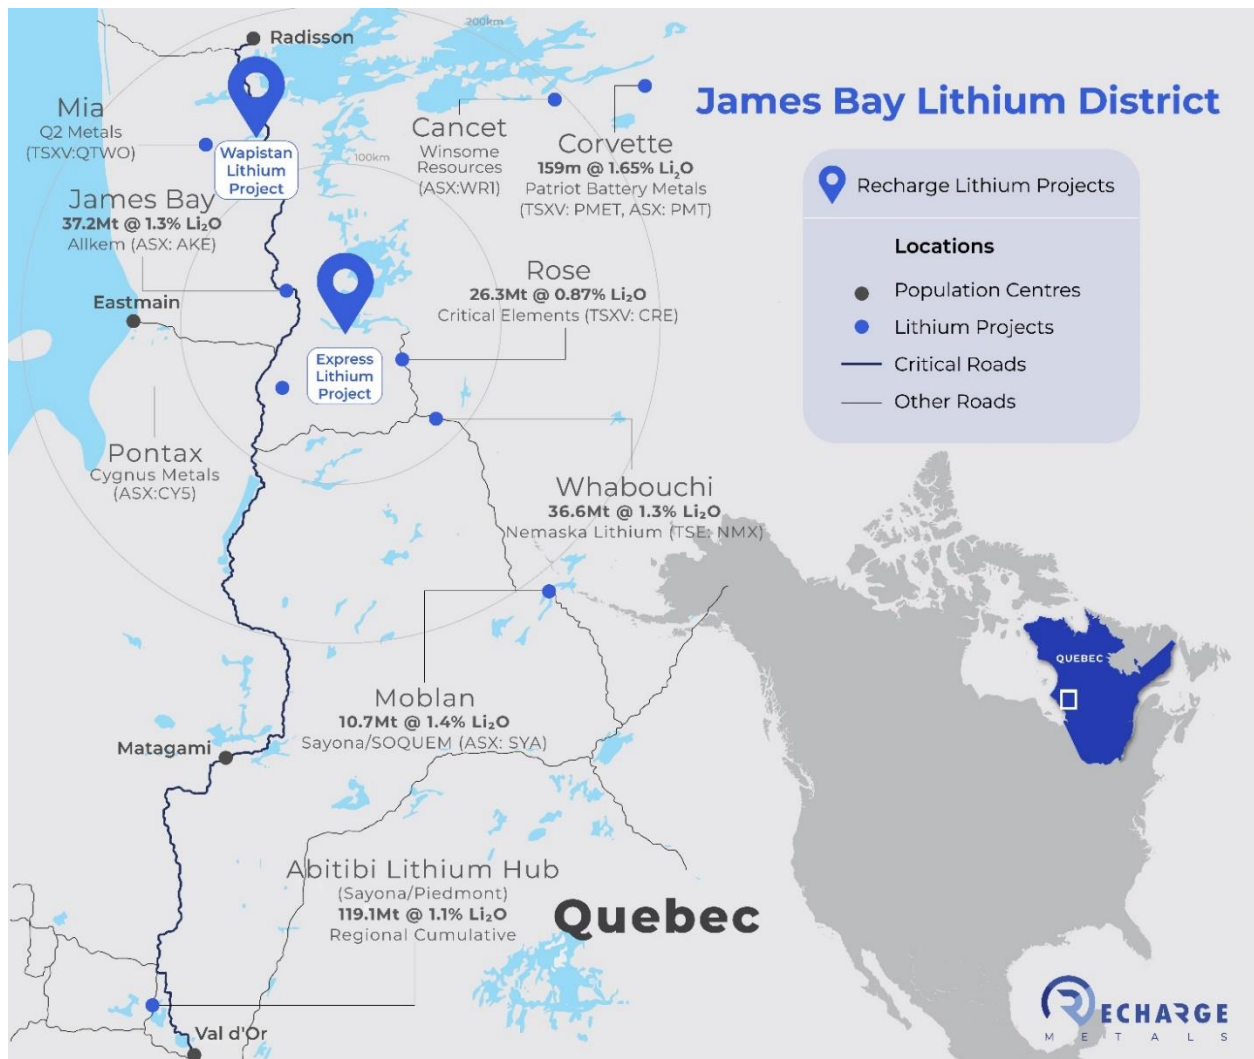 200km
Radisson
James Bay Lithium District
Mia
Q2 Metals
(TSXV:QTWO)
Wapistan
Lithium
Project
100km
Cancet
Winsome
Resources
(ASX:WR1)
Corvette
159m @ 1.65% Li₂O
Patriot Battery Metals
(TSXV: PMET, ASX: PMT)
Recharge Lithium Projects
Locations
Population Centres
Lithium Projects
Critical Roads
Other Roads
James Bay
37.2Mt @ 1.3% Li₂O
Allkem (ASX: AKE)
Eastmain
Rose
26.3Mt @ 0.87% Li₂O
Critical Elements (TSXV: CRE)
Express
Lithium
Project
Pontax
Cygnus Metals
(ASX:CY5)
Whabouchi
36.6Mt @ 1.3% Li₂O
Nemaska Lithium (TSE: NMX)
QUEBEC
Moblan
10.7Mt @ 1.4% Li₂O
Sayona/SOQUEM (ASX: SYA)
Matagami
Abitibi Lithium Hub
(Sayona/Piedmont)
119.1Mt @ 1.1% Li₂O
Regional Cumulative
Quebec
Val d'Or
RECHARGE
METALS